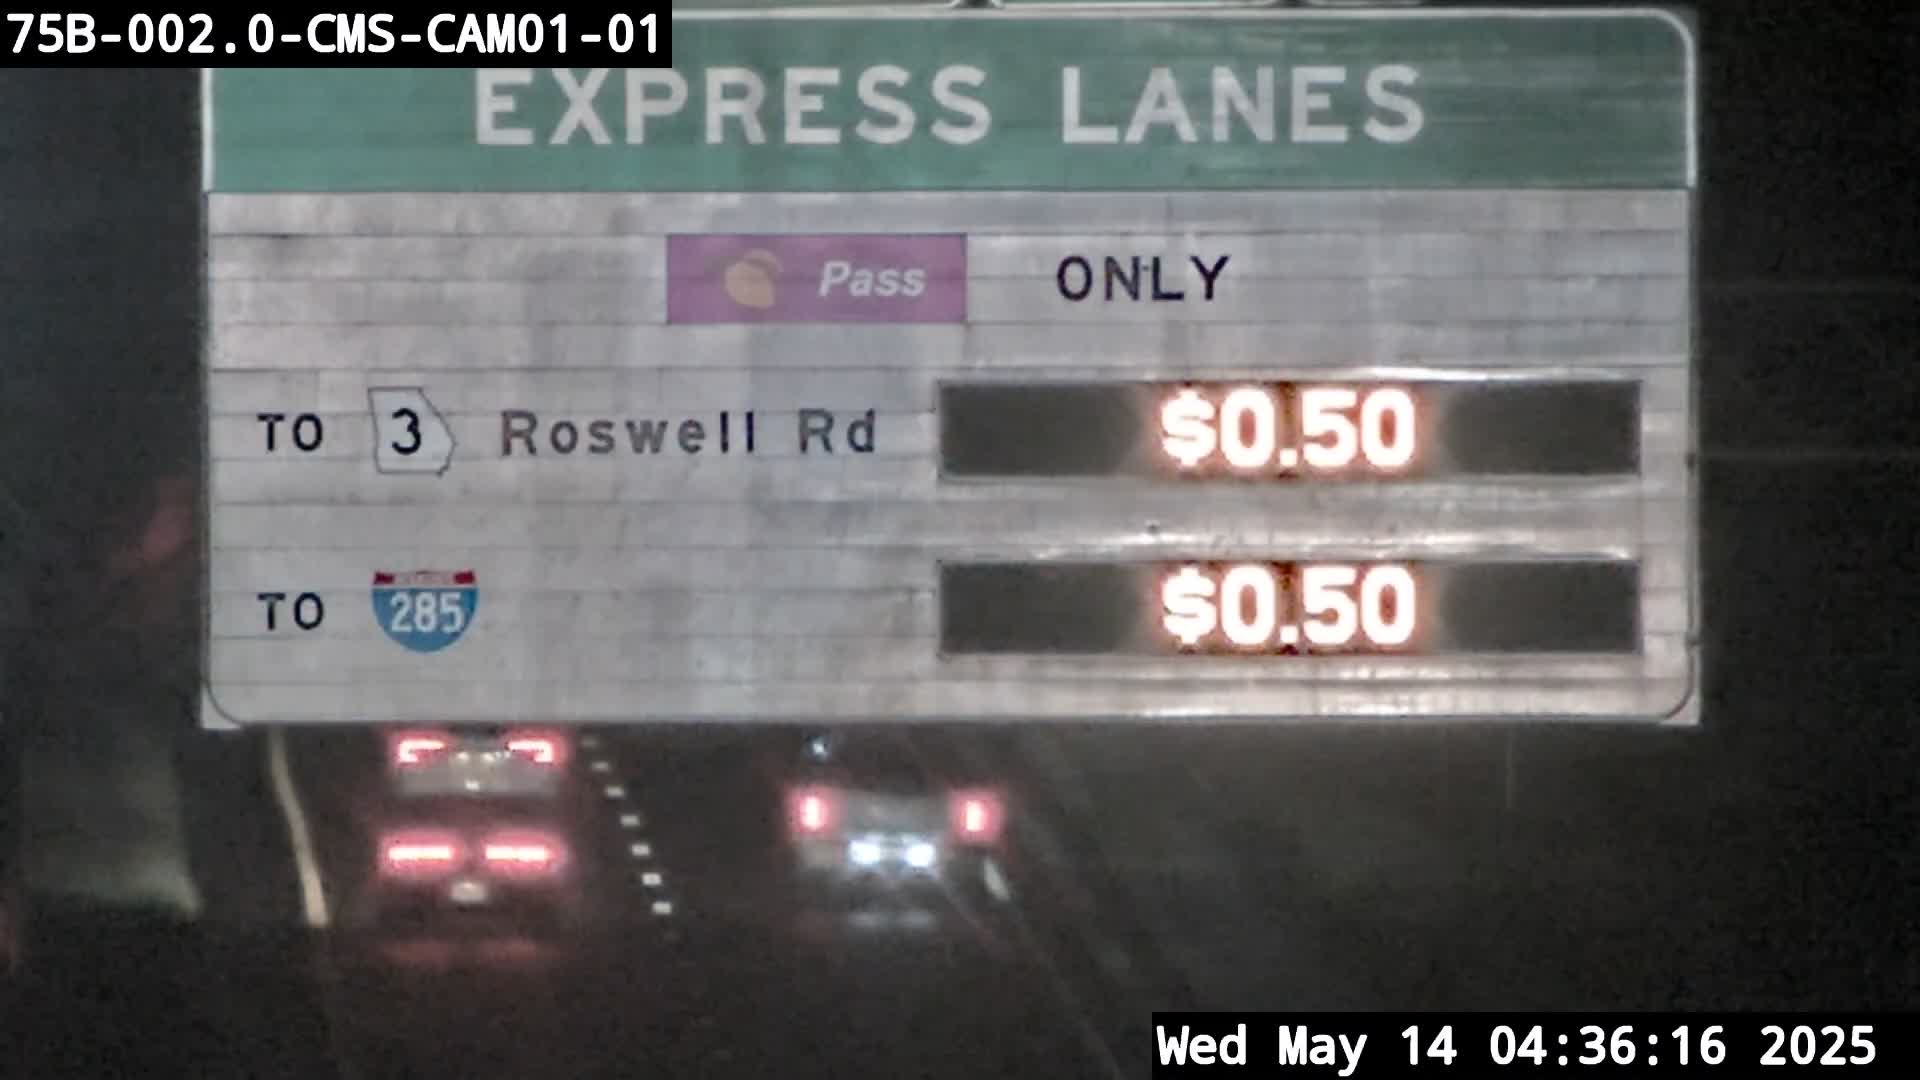 75B-002.0-CMS-CAM01-01
EXPRESS LANES
Pass ONLY
TO 3 Roswell Rd $0.50
TO 285 $0.50
Wed May 14 04:36:16 2025